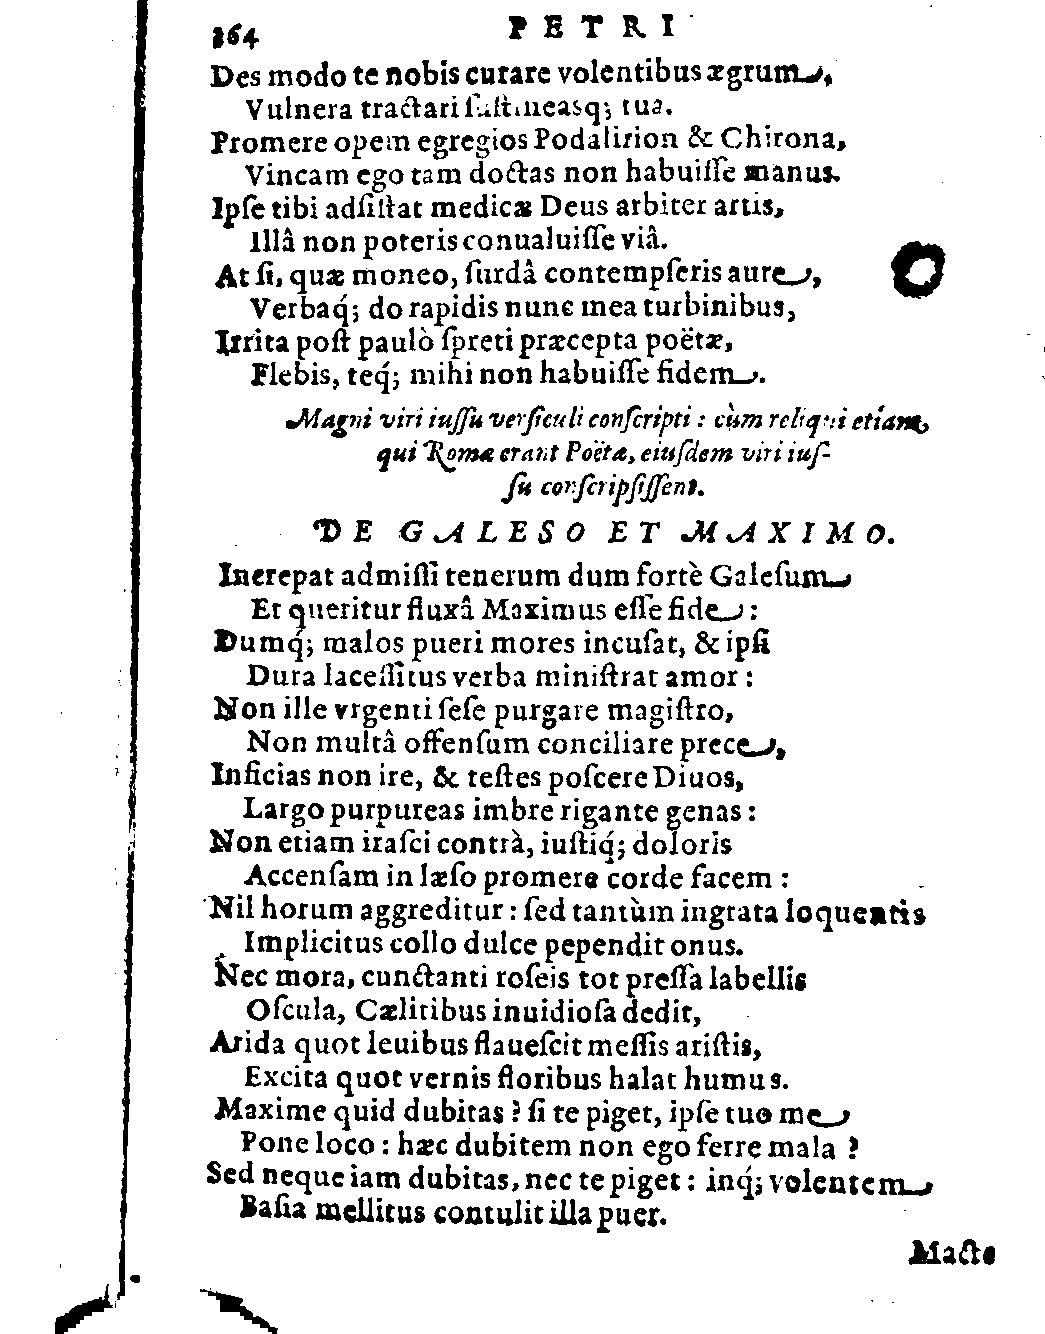 264 PETRI
Des modo te nobis curare volentibus ægrum,
Vulnera tractari sustineasq́; tua.
Promere opem egregios Podalirion & Chirona,
Vincam ego tam doctas non habuiſſe manus.
Ipſe tibi adſiſtat medicæ Deus arbiter artis,
Illâ non poteris conualuiſſe viâ.
At ſi, quæ moneo, ſurdâ contempſeris aure,
Verbaq́; do rapidis nunc mea turbinibus,
Irrita poſt paulò ſpreti præcepta poëtæ,
Flebis, teq́; mihi non habuiſſe fidem.
Magni viri iuſſu verſiculi conſcripti: cùm reliqui etiam,
qui Romæ erant Poëtæ, eiuſdem viri iuſ-
ſu conſcripſiſſent.
DE GALESO ET MAXIMO.
Increpat admiſſi tenerum dum fortè Galeſum
Et queritur fluxâ Maximus eſſe fide:
Dumq́; malos pueri mores incuſat, & ipſi
Dura laceſſitus verba miniſtrat amor:
Non ille vrgenti ſeſe purgare magiſtro,
Non multâ offenſum conciliare prece,
Inficias non ire, & teſtes poſcere Diuos,
Largo purpureas imbre rigante genas:
Non etiam iraſci contrà, iuſtiq́; doloris
Accenſam in læſo promere corde facem:
Nil horum aggreditur: ſed tantùm ingrata loquentis
Implicitus collo dulce pependit onus.
Nec mora, cunctanti roſeis tot preſſa labellis
Oſcula, Cælitibus inuidioſa dedit,
Arida quot leuibus flaueſcit meſſis ariſtis,
Excita quot vernis floribus halat humus.
Maxime quid dubitas? ſi te piget, ipſe tuo me
Pone loco: hæc dubitem non ego ferre mala?
Sed neque iam dubitas, nec te piget: inq́; volentem
Baſia mellitus contulit illa puer.
Macte